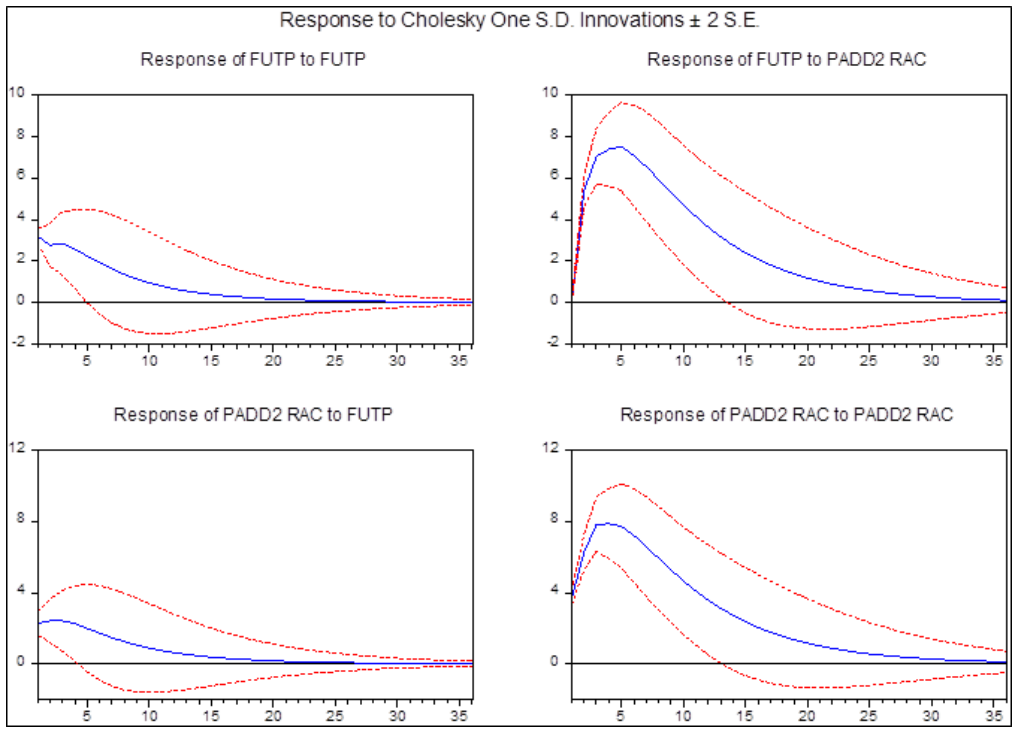 Response to Cholesky One S.D. Innovations ± 2 S.E.
Response of FUTP to FUTP
10
8
6
4
2
0
-2
5 10 15 20 25 30 35
Response of FUTP to PADD2 RAC
10
8
6
4
2
0
-2
5 10 15 20 25 30 35
Response of PADD2 RAC to FUTP
12
8
4
0
5 10 15 20 25 30 35
Response of PADD2 RAC to PADD2 RAC
12
8
4
0
5 10 15 20 25 30 35